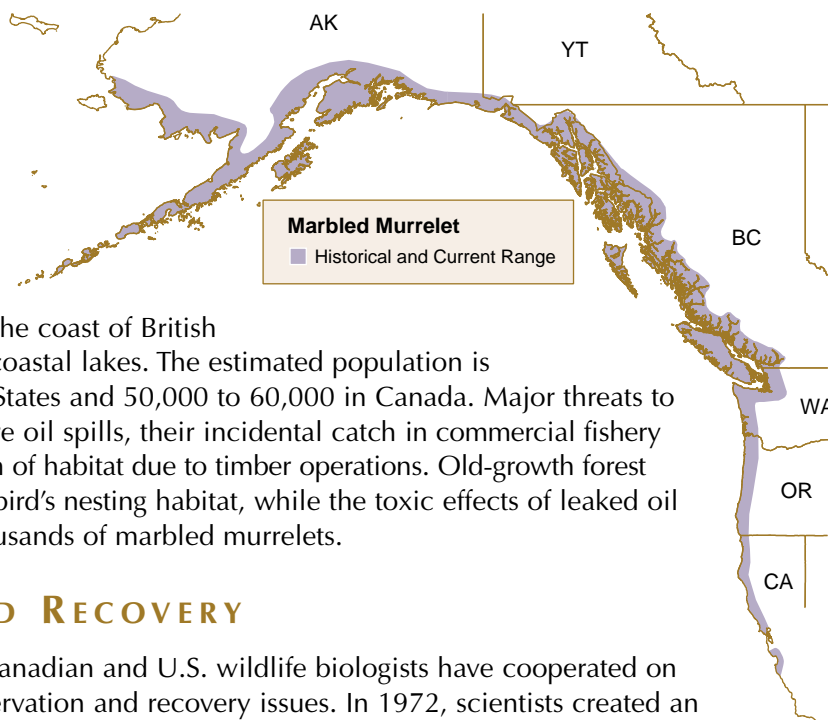 AK
YT
Marbled Murrelet
Historical and Current Range
BC
he coast of British
coastal lakes. The estimated population is
States and 50,000 to 60,000 in Canada. Major threats to
e oil spills, their incidental catch in commercial fishery
n of habitat due to timber operations. Old-growth forest
bird's nesting habitat, while the toxic effects of leaked oil
usands of marbled murrelets.
WA
OR
CA
D RECOVERY
anadian and U.S. wildlife biologists have cooperated on
ervation and recovery issues. In 1972, scientists created an